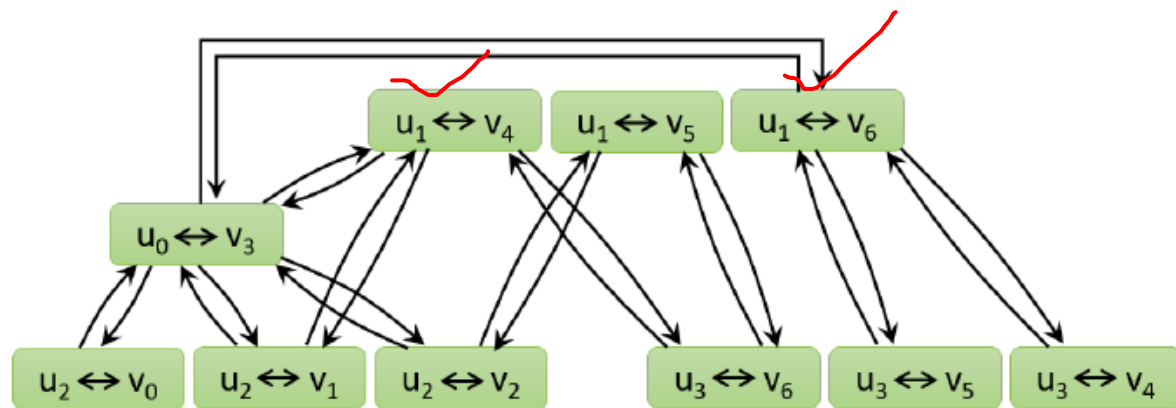 u₁ ↔ v₄ u₁ ↔ v₅ u₁ ↔ v₆
u₀ ↔ v₃
u₂ ↔ v₀ u₂ ↔ v₁ u₂ ↔ v₂ u₃ ↔ v₆ u₃ ↔ v₅ u₃ ↔ v₄